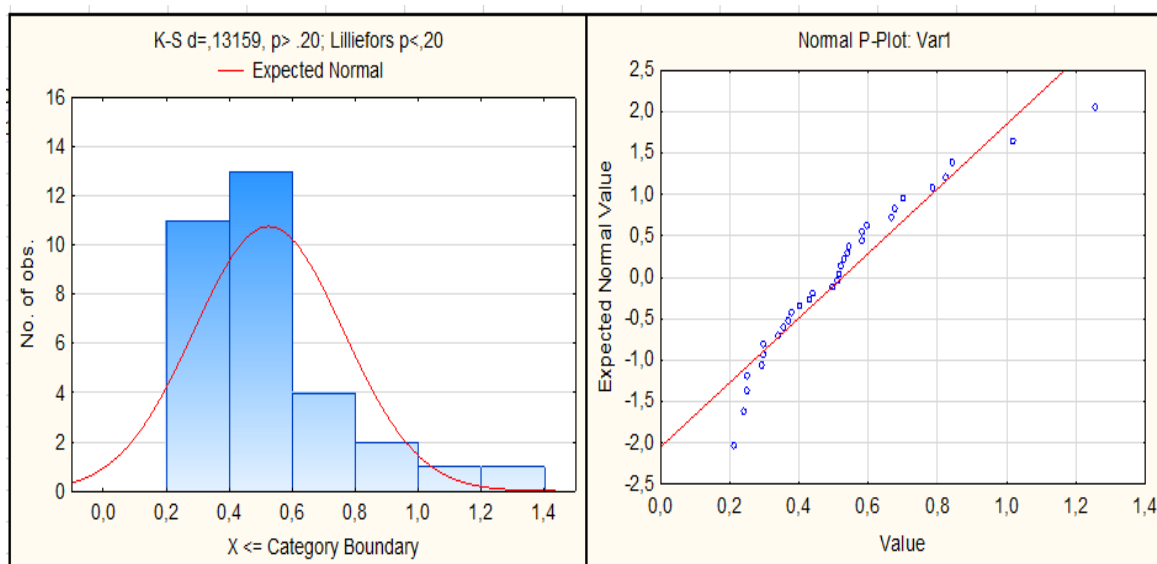 K-S d=,13159, p> .20; Lilliefors p<,20
Expected Normal
16
14
12
10
8
6
4
2
0
No. of obs.
0,0 0,2 0,4 0,6 0,8 1,0 1,2 1,4
X <= Category Boundary
Normal P-Plot: Var1
2,5
2,0
1,5
1,0
0,5
0,0
-0,5
-1,0
-1,5
-2,0
-2,5
Expected Normal Value
0,0 0,2 0,4 0,6 0,8 1,0 1,2 1,4
Value